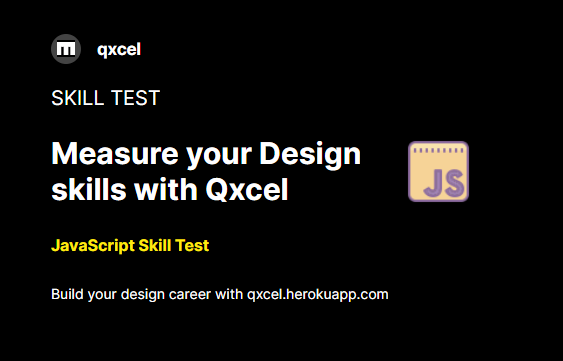 m qxcel
SKILL TEST
Measure your Design
skills with Qxcel
JS
JavaScript Skill Test
Build your design career with qxcel.herokuapp.com